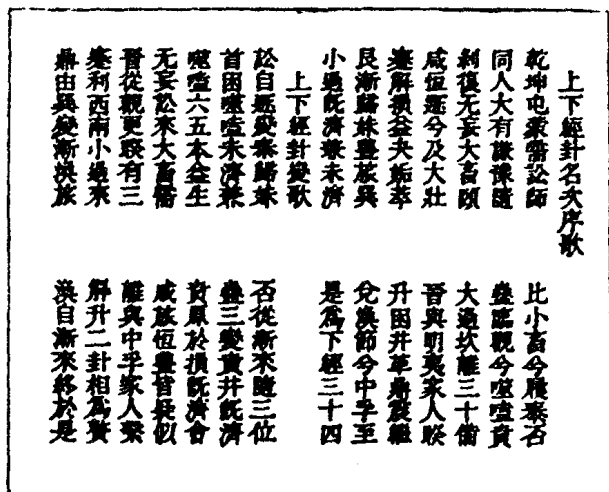 上下經卦名次序歌
乾坤屯蒙需訟師 比小畜兮履泰否
同人大有謙豫隨 蠱臨觀兮噬嗑賁
剝復无妄大畜頤 大過坎離三十備
咸恒遯兮及大壯 晉與明夷家人睽
蹇解損益夬姤萃 升困井革鼎震繼
艮漸歸妹豐旅巽 兌渙節兮中孚至
小過既濟兼未濟 是為下經三十四
上下經卦變歌
訟自遯變泰歸妹 否從漸來隨三位
首困噬嗑未濟兼 蠱三變賁井既濟
噬嗑六五本益生 賁原於損既濟會
无妄訟來大畜需 咸旅恒豐皆疑似
晉從觀更睽有三 離與中孚家人繫
蹇利西南小過來 解升二卦相為贅
鼎由巽變漸渙旅 渙自漸來終於是